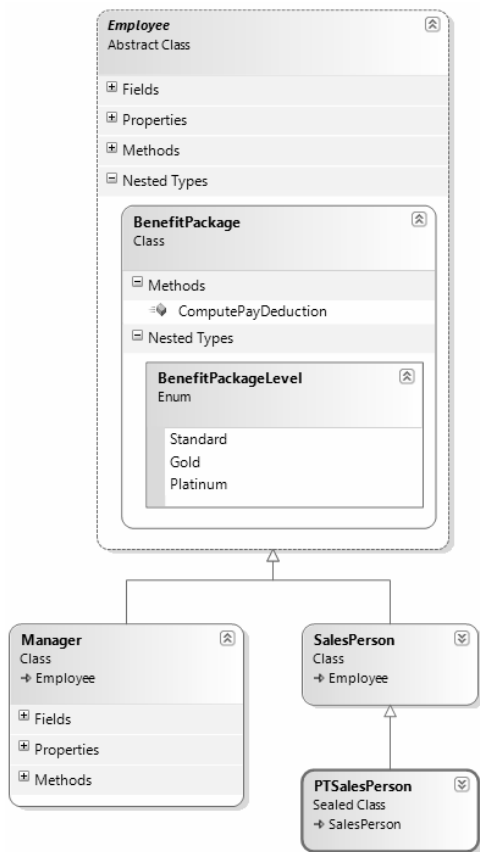 Employee
Abstract Class
Fields
Properties
Methods
Nested Types
BenefitPackage
Class
Methods
ComputePayDeduction
Nested Types
BenefitPackageLevel
Enum
Standard
Gold
Platinum
Manager
Class
Employee
Fields
Properties
Methods
SalesPerson
Class
Employee
PTSalesPerson
Sealed Class
SalesPerson